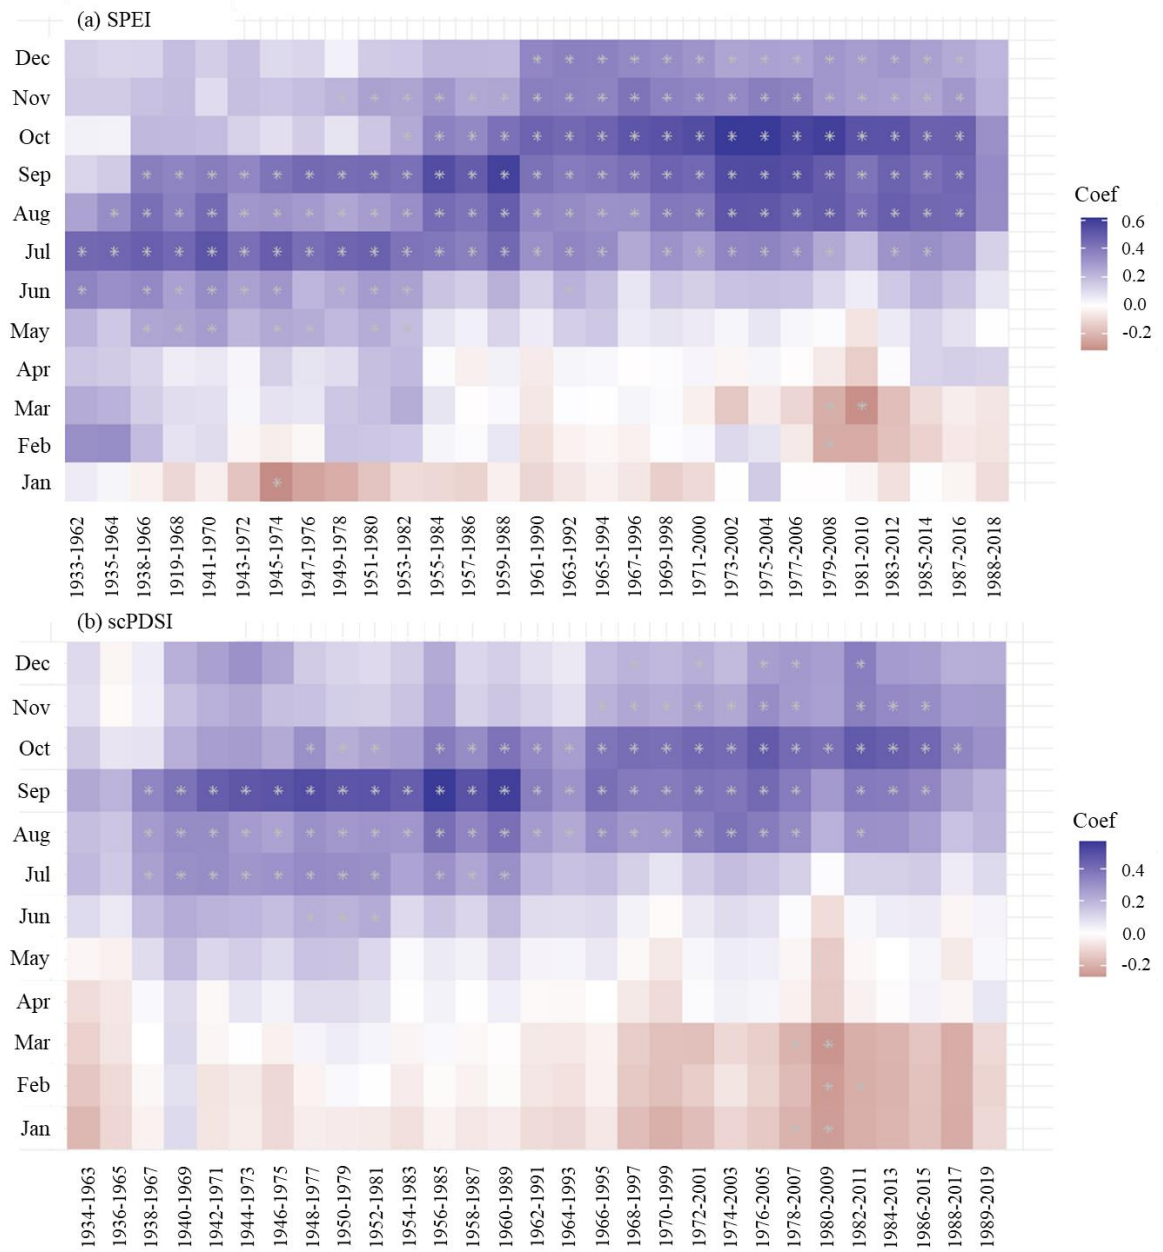 (a) SPEI
Dec
Nov
Oct
Sep
Aug
Jul
Jun
May
Apr
Mar
Feb
Jan
Coef
0.6
0.4
0.2
0.0
-0.2
1933-1962
1935-1964
1938-1966
1919-1968
1941-1970
1943-1972
1945-1974
1947-1976
1949-1978
1951-1980
1953-1982
1955-1984
1957-1986
1959-1988
1961-1990
1963-1992
1965-1994
1967-1996
1969-1998
1971-2000
1973-2002
1975-2004
1977-2006
1979-2008
1981-2010
1983-2012
1985-2014
1987-2016
1988-2018
(b) scPDSI
Dec
Nov
Oct
Sep
Aug
Jul
Jun
May
Apr
Mar
Feb
Jan
Coef
0.4
0.2
0.0
-0.2
1934-1963
1936-1965
1938-1967
1940-1969
1942-1971
1944-1973
1946-1975
1948-1977
1950-1979
1952-1981
1954-1983
1956-1985
1958-1987
1960-1989
1962-1991
1964-1993
1966-1995
1968-1997
1970-1999
1972-2001
1974-2003
1976-2005
1978-2007
1980-2009
1982-2011
1984-2013
1986-2015
1988-2017
1989-2019